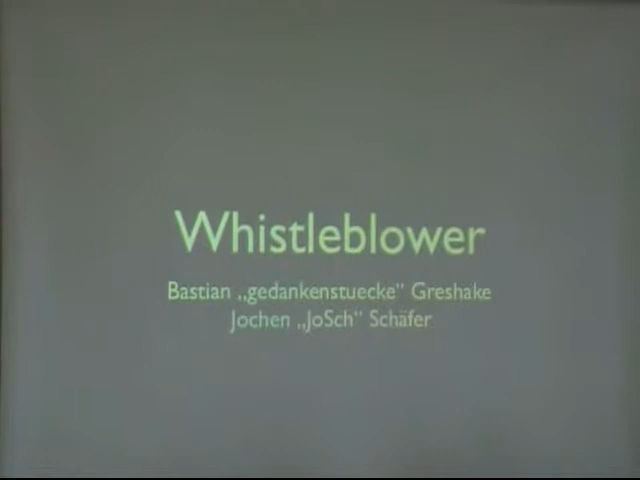 Whistleblower
Bastian „gedankenstuecke“ Greshake
Jochen „JoSch“ Schäfer